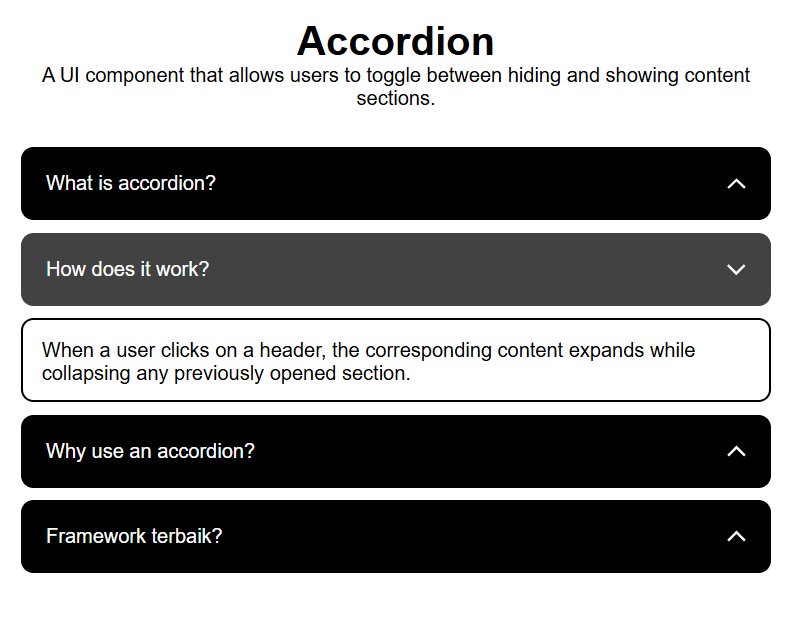 Accordion
A UI component that allows users to toggle between hiding and showing content
sections.
What is accordion?
How does it work?
When a user clicks on a header, the corresponding content expands while
collapsing any previously opened section.
Why use an accordion?
Framework terbaik?